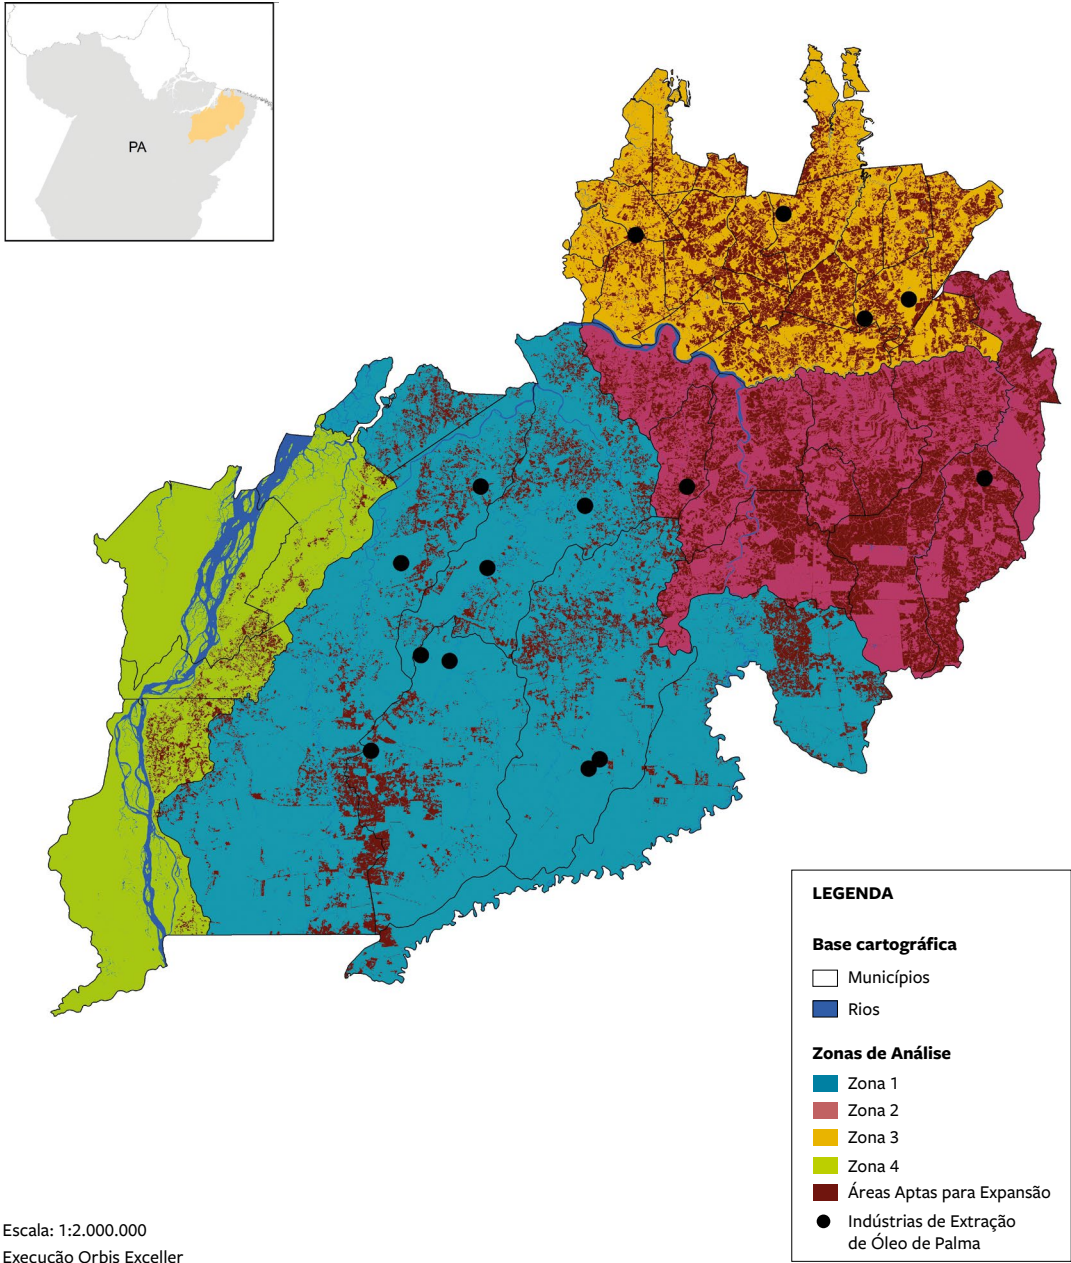 PA
LEGENDA
Base cartográfica
Municípios
Rios
Zonas de Análise
Zona 1
Zona 2
Zona 3
Zona 4
Áreas Aptas para Expansão
Indústrias de Extração
de Óleo de Palma
Escala: 1:2.000.000
Execução Orbis Exceller